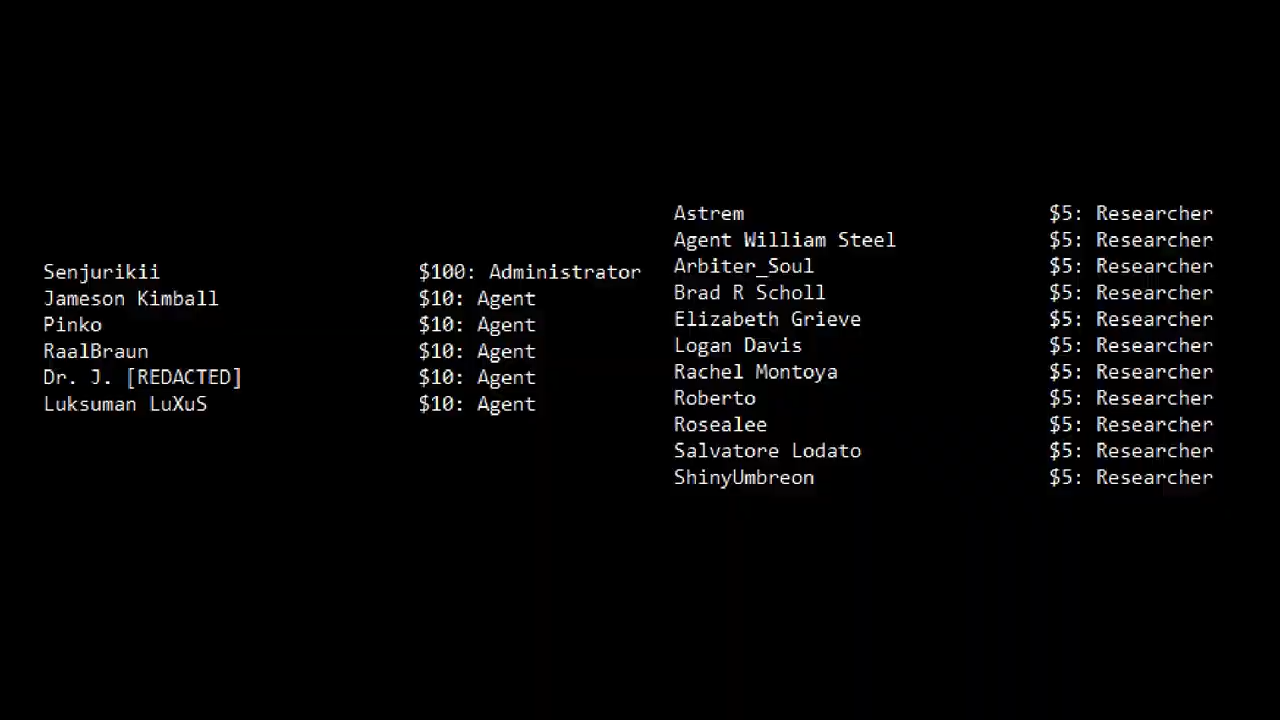 Senjurikii $100: Administrator
Jameson Kimball $10: Agent
Pinko $10: Agent
RaalBraun $10: Agent
Dr. J. [REDACTED] $10: Agent
Luksuman LuXuS $10: Agent
Astrem $5: Researcher
Agent William Steel $5: Researcher
Arbiter_Soul $5: Researcher
Brad R Scholl $5: Researcher
Elizabeth Grieve $5: Researcher
Logan Davis $5: Researcher
Rachel Montoya $5: Researcher
Roberto $5: Researcher
Rosealee $5: Researcher
Salvatore Lodato $5: Researcher
ShinyUmbreon $5: Researcher